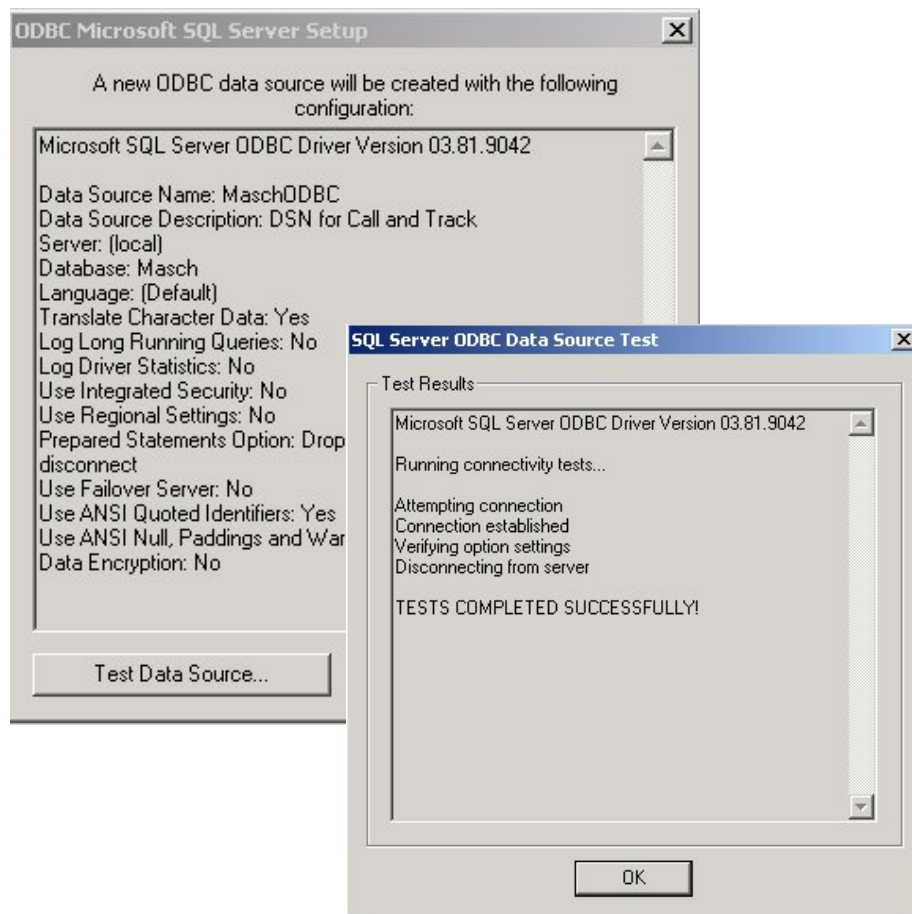 ODBC Microsoft SQL Server Setup
A new ODBC data source will be created with the following
configuration:
Microsoft SQL Server ODBC Driver Version 03.81.9042
Data Source Name: MaschODBC
Data Source Description: DSN for Call and Track
Server: (local)
Database: Masch
Language: (Default)
Translate Character Data: Yes
Log Long Running Queries: No
Log Driver Statistics: No
Use Integrated Security: No
Use Regional Settings: No
Prepared Statements Option: Drop
disconnect
Use Failover Server: No
Use ANSI Quoted Identifiers: Yes
Use ANSI Null, Paddings and War
Data Encryption: No
Test Data Source...
SQL Server ODBC Data Source Test
Test Results
Microsoft SQL Server ODBC Driver Version 03.81.9042
Running connectivity tests...
Attempting connection
Connection established
Verifying option settings
Disconnecting from server
TESTS COMPLETED SUCCESSFULLY!
OK